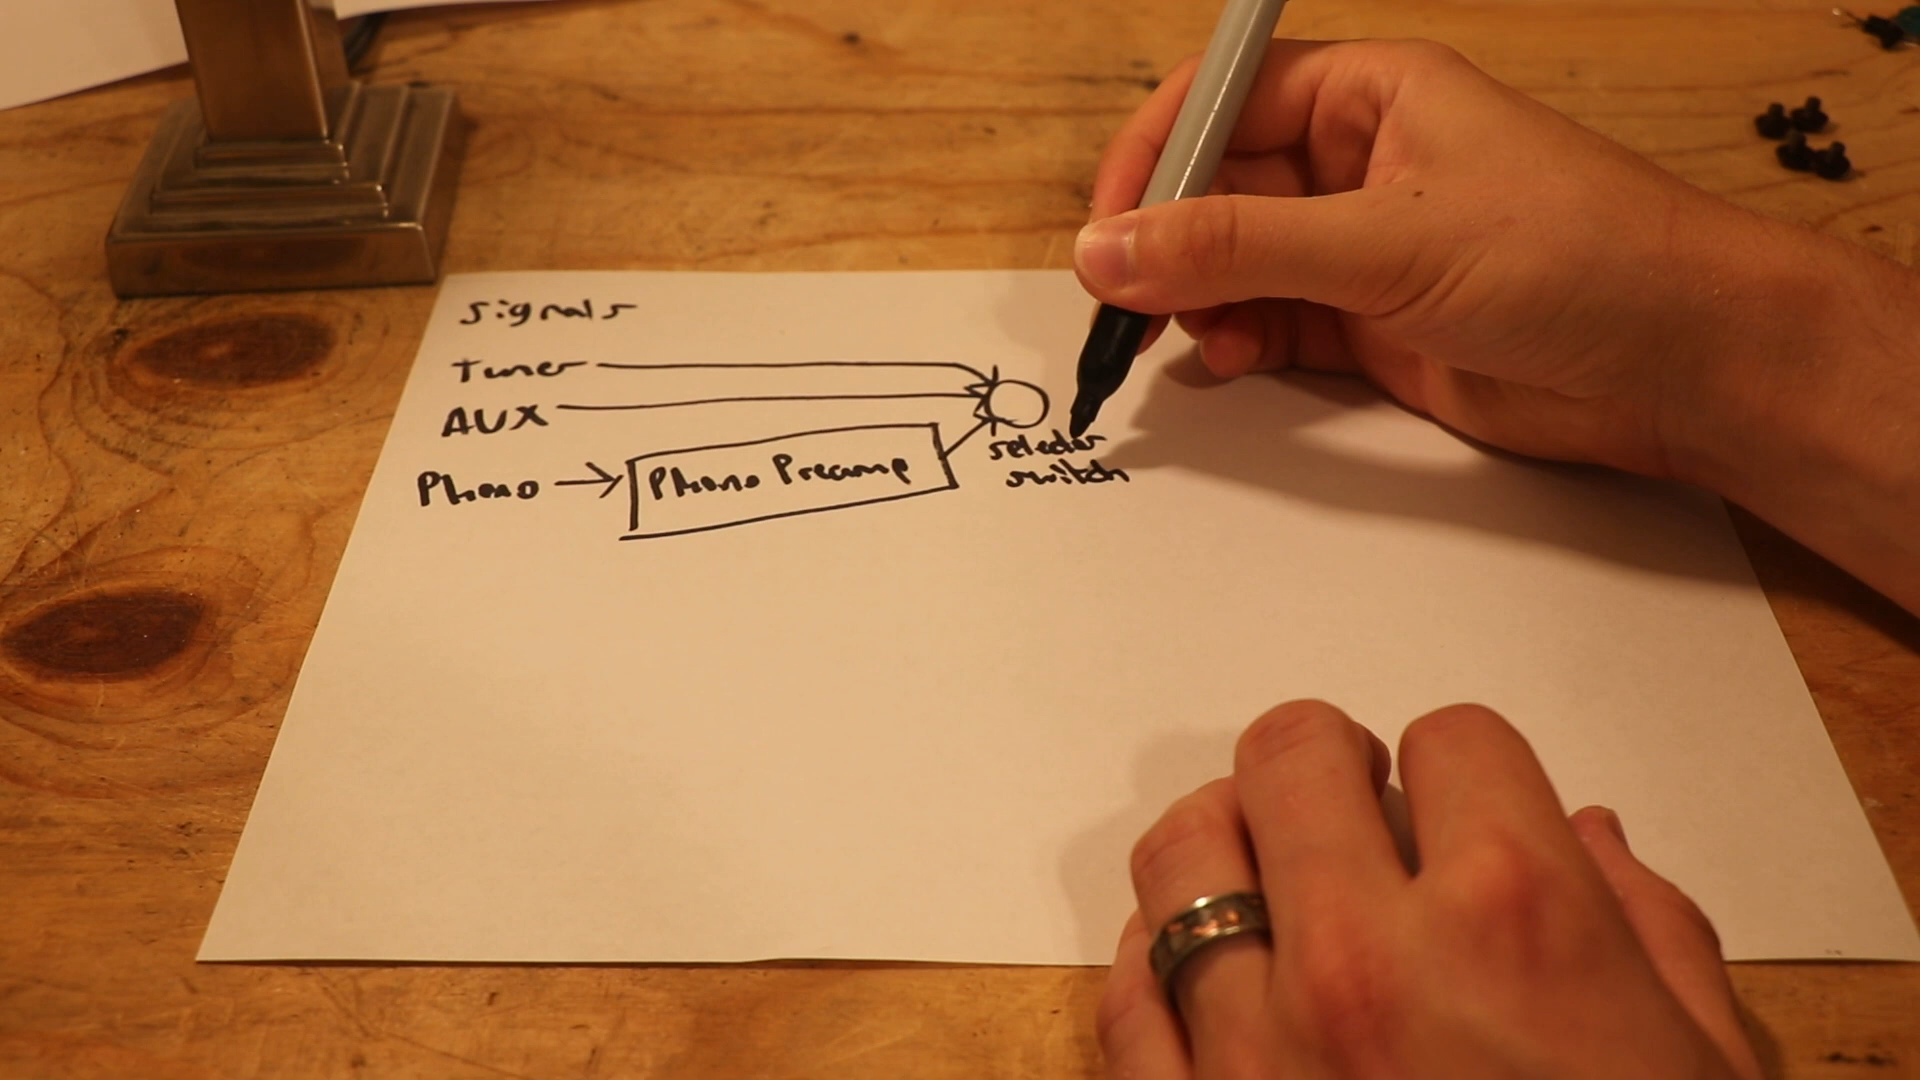 signals
Tuner
AUX
Phono
Phono Preamp
selector
switch